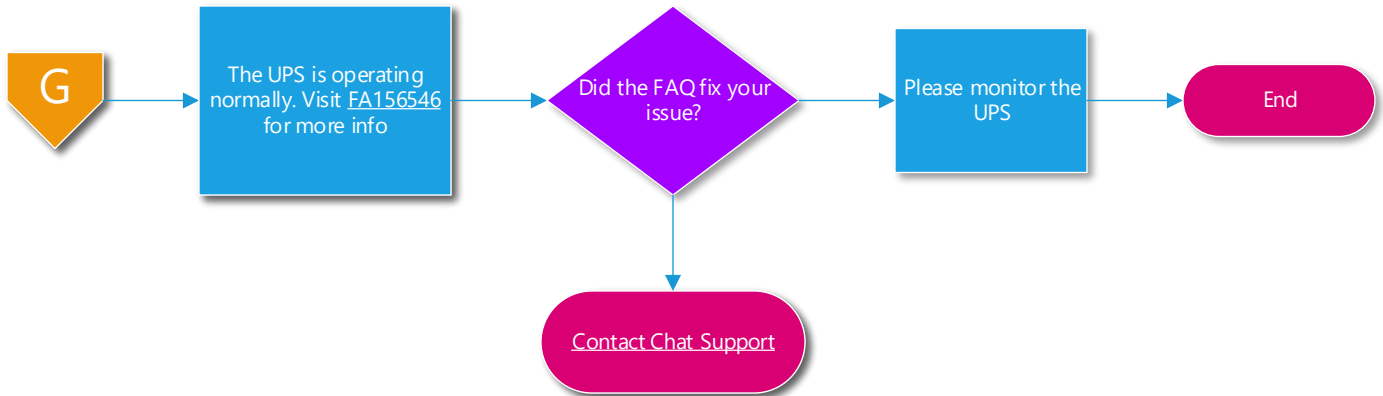 G
The UPS is operating
normally. Visit FA156546
for more info
Did the FAQ fix your
issue?
Please monitor the
UPS
End
Contact Chat Support